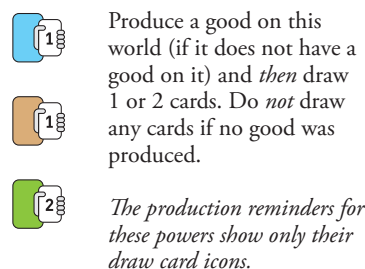 1
1
2
Produce a good on this
world (if it does not have a
good on it) and then draw
1 or 2 cards. Do not draw
any cards if no good was
produced.
The production reminders for
these powers show only their
draw card icons.